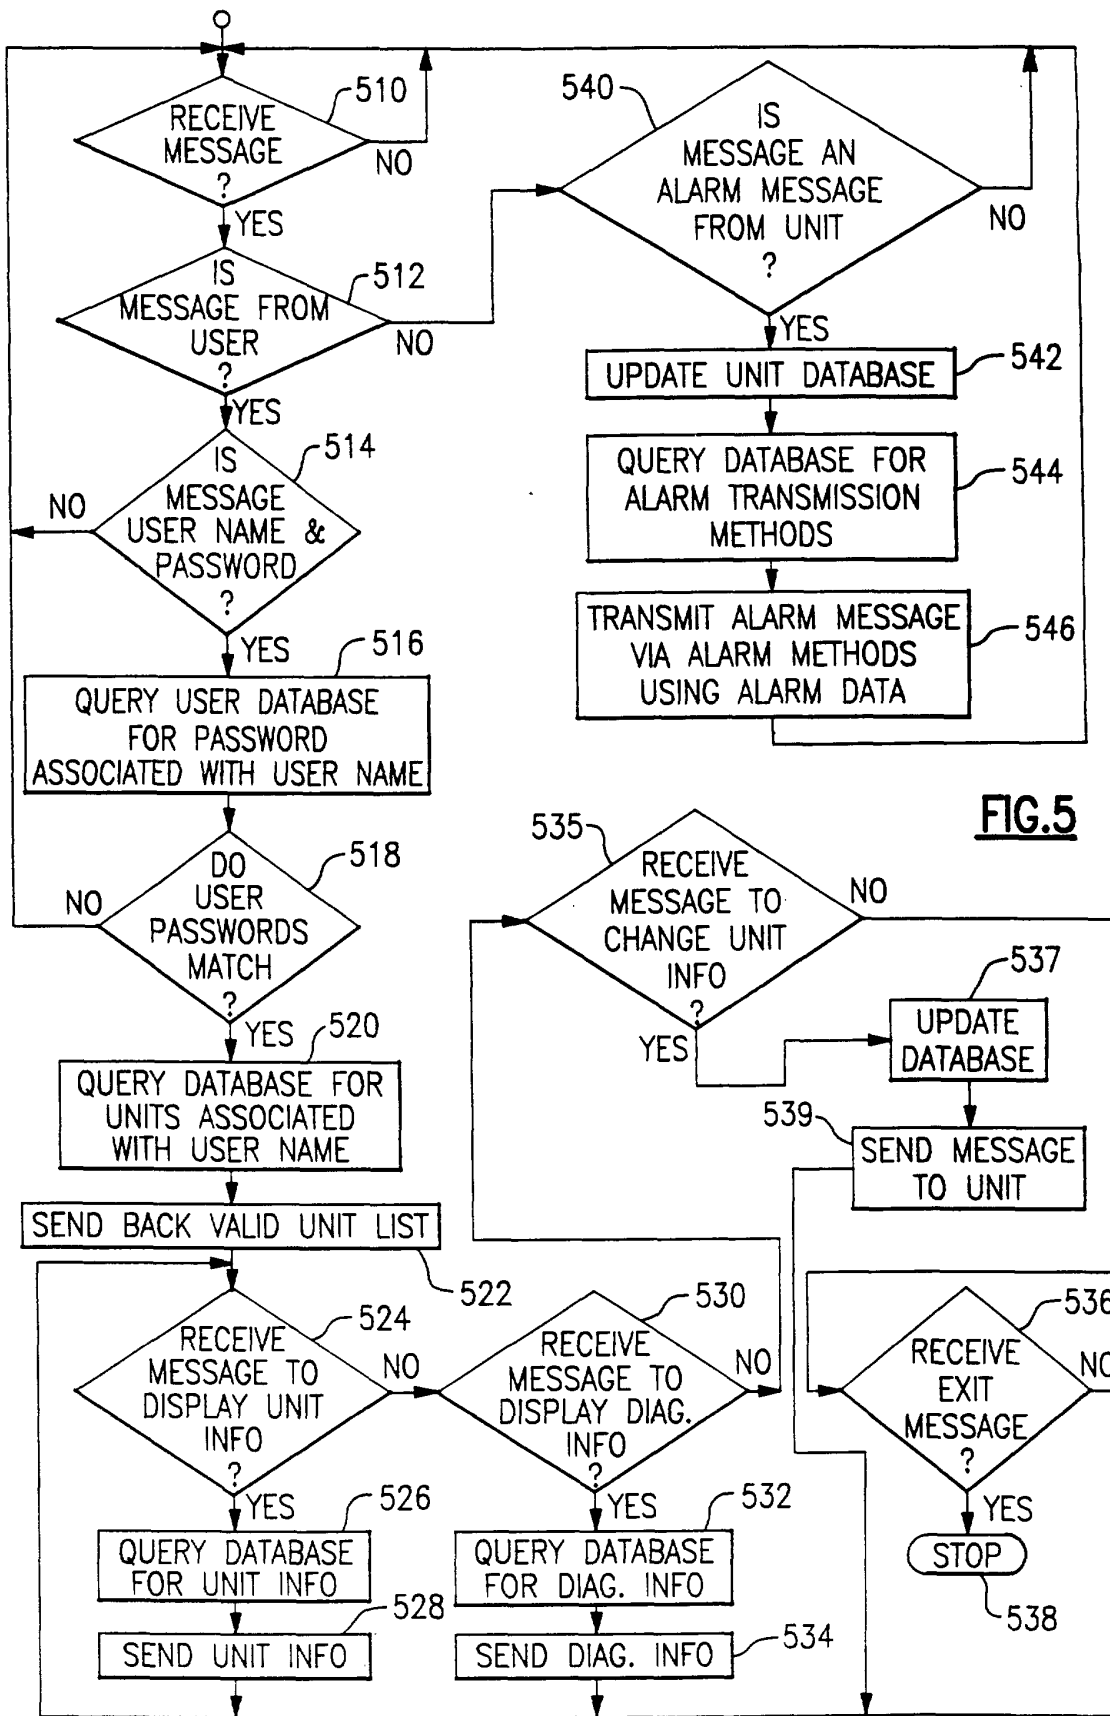 510
RECEIVE
MESSAGE
?
NO
YES
IS
MESSAGE FROM
USER
?
512
NO
YES
IS
MESSAGE
USER NAME &
PASSWORD
?
514
NO
YES
516
QUERY USER DATABASE
FOR PASSWORD
ASSOCIATED WITH USER NAME
DO
USER
PASSWORDS
MATCH
?
518
NO
YES
520
QUERY DATABASE FOR
UNITS ASSOCIATED
WITH USER NAME
SEND BACK VALID UNIT LIST
522
RECEIVE
MESSAGE TO
DISPLAY UNIT
INFO
?
524
NO
YES
526
QUERY DATABASE
FOR UNIT INFO
528
SEND UNIT INFO
530
RECEIVE
MESSAGE TO
DISPLAY DIAG.
INFO
?
NO
YES
532
QUERY DATABASE
FOR DIAG. INFO
SEND DIAG. INFO
534
540
IS
MESSAGE AN
ALARM MESSAGE
FROM UNIT
?
NO
YES
UPDATE UNIT DATABASE
542
QUERY DATABASE FOR
ALARM TRANSMISSION
METHODS
544
TRANSMIT ALARM MESSAGE
VIA ALARM METHODS
USING ALARM DATA
546
FIG.5
535
RECEIVE
MESSAGE TO
CHANGE UNIT
INFO
?
NO
YES
537
UPDATE
DATABASE
539
SEND MESSAGE
TO UNIT
536
RECEIVE
EXIT
MESSAGE
?
NO
YES
STOP
538